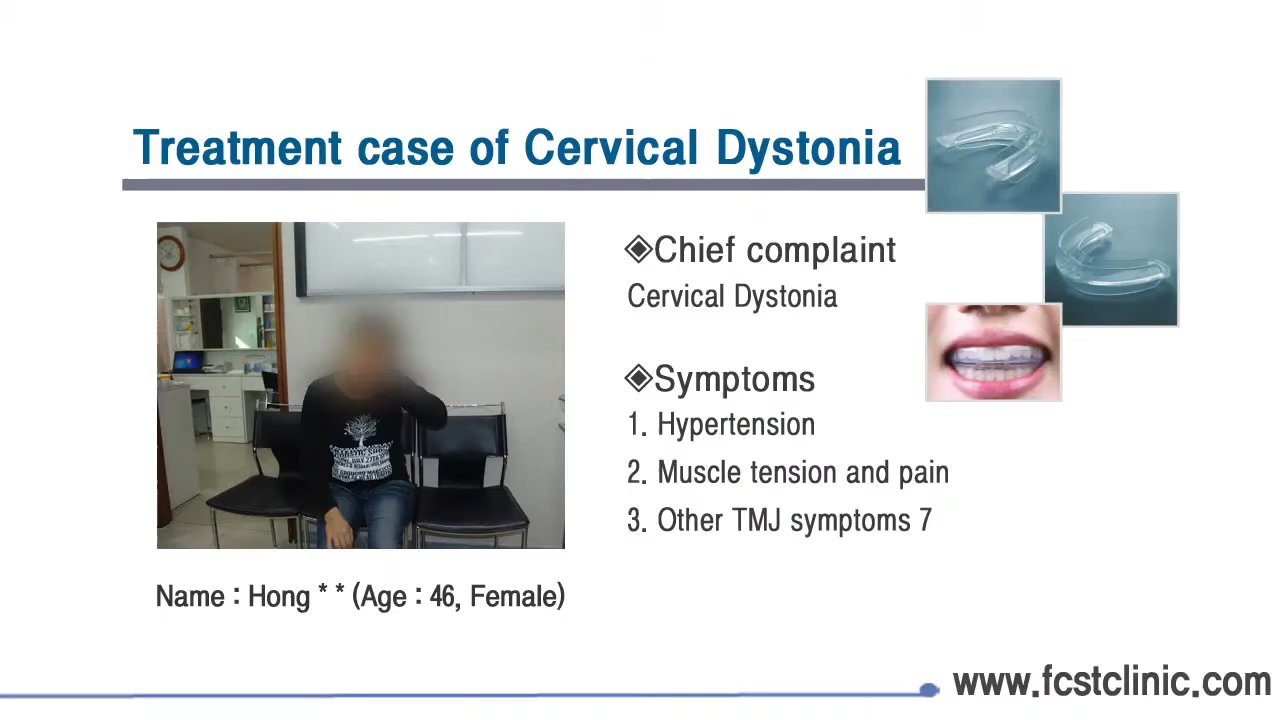 Treatment case of Cervical Dystonia
◈Chief complaint
Cervical Dystonia
◈Symptoms
1. Hypertension
2. Muscle tension and pain
3. Other TMJ symptoms 7
Name : Hong * * (Age : 46, Female)
www.fcstclinic.com